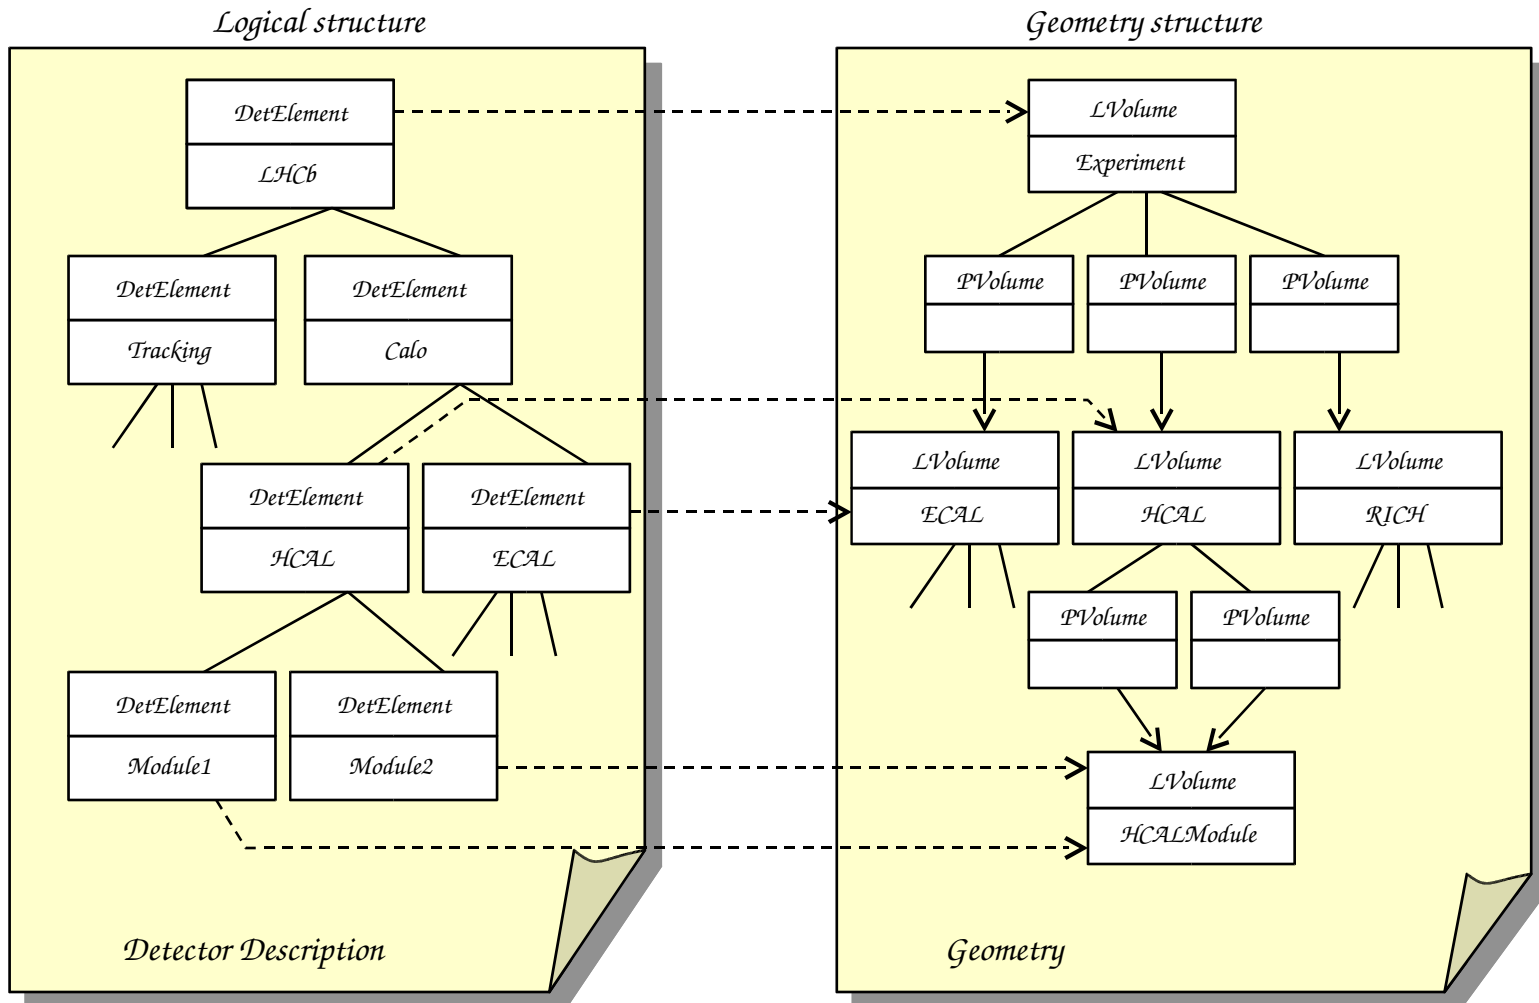 Logical structure
DetElement
LHCb
DetElement
Tracking
DetElement
Calo
DetElement
HCAL
DetElement
ECAL
DetElement
Module1
DetElement
Module2
Detector Description
Geometry structure
LVolume
Experiment
PVolume
PVolume
PVolume
LVolume
ECAL
LVolume
HCAL
LVolume
RICH
PVolume
PVolume
LVolume
HCALModule
Geometry